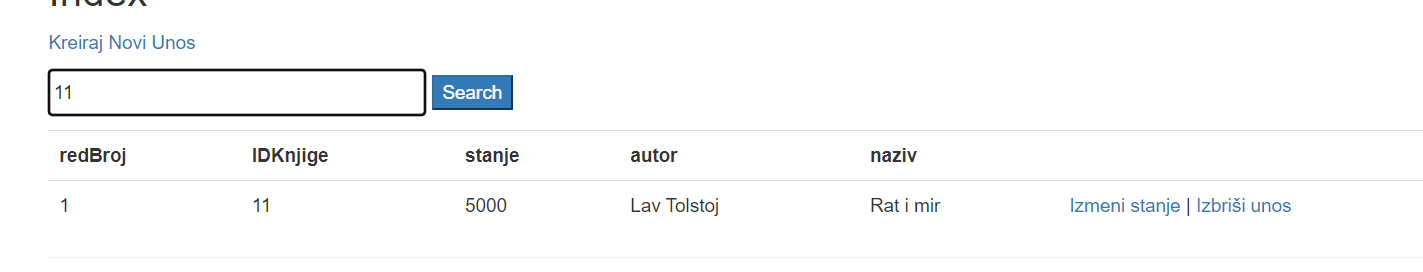 Index
Kreiraj Novi Unos
11 Search
redBroj IDKnjige stanje autor naziv
1 11 5000 Lav Tolstoj Rat i mir Izmeni stanje | Izbriši unos